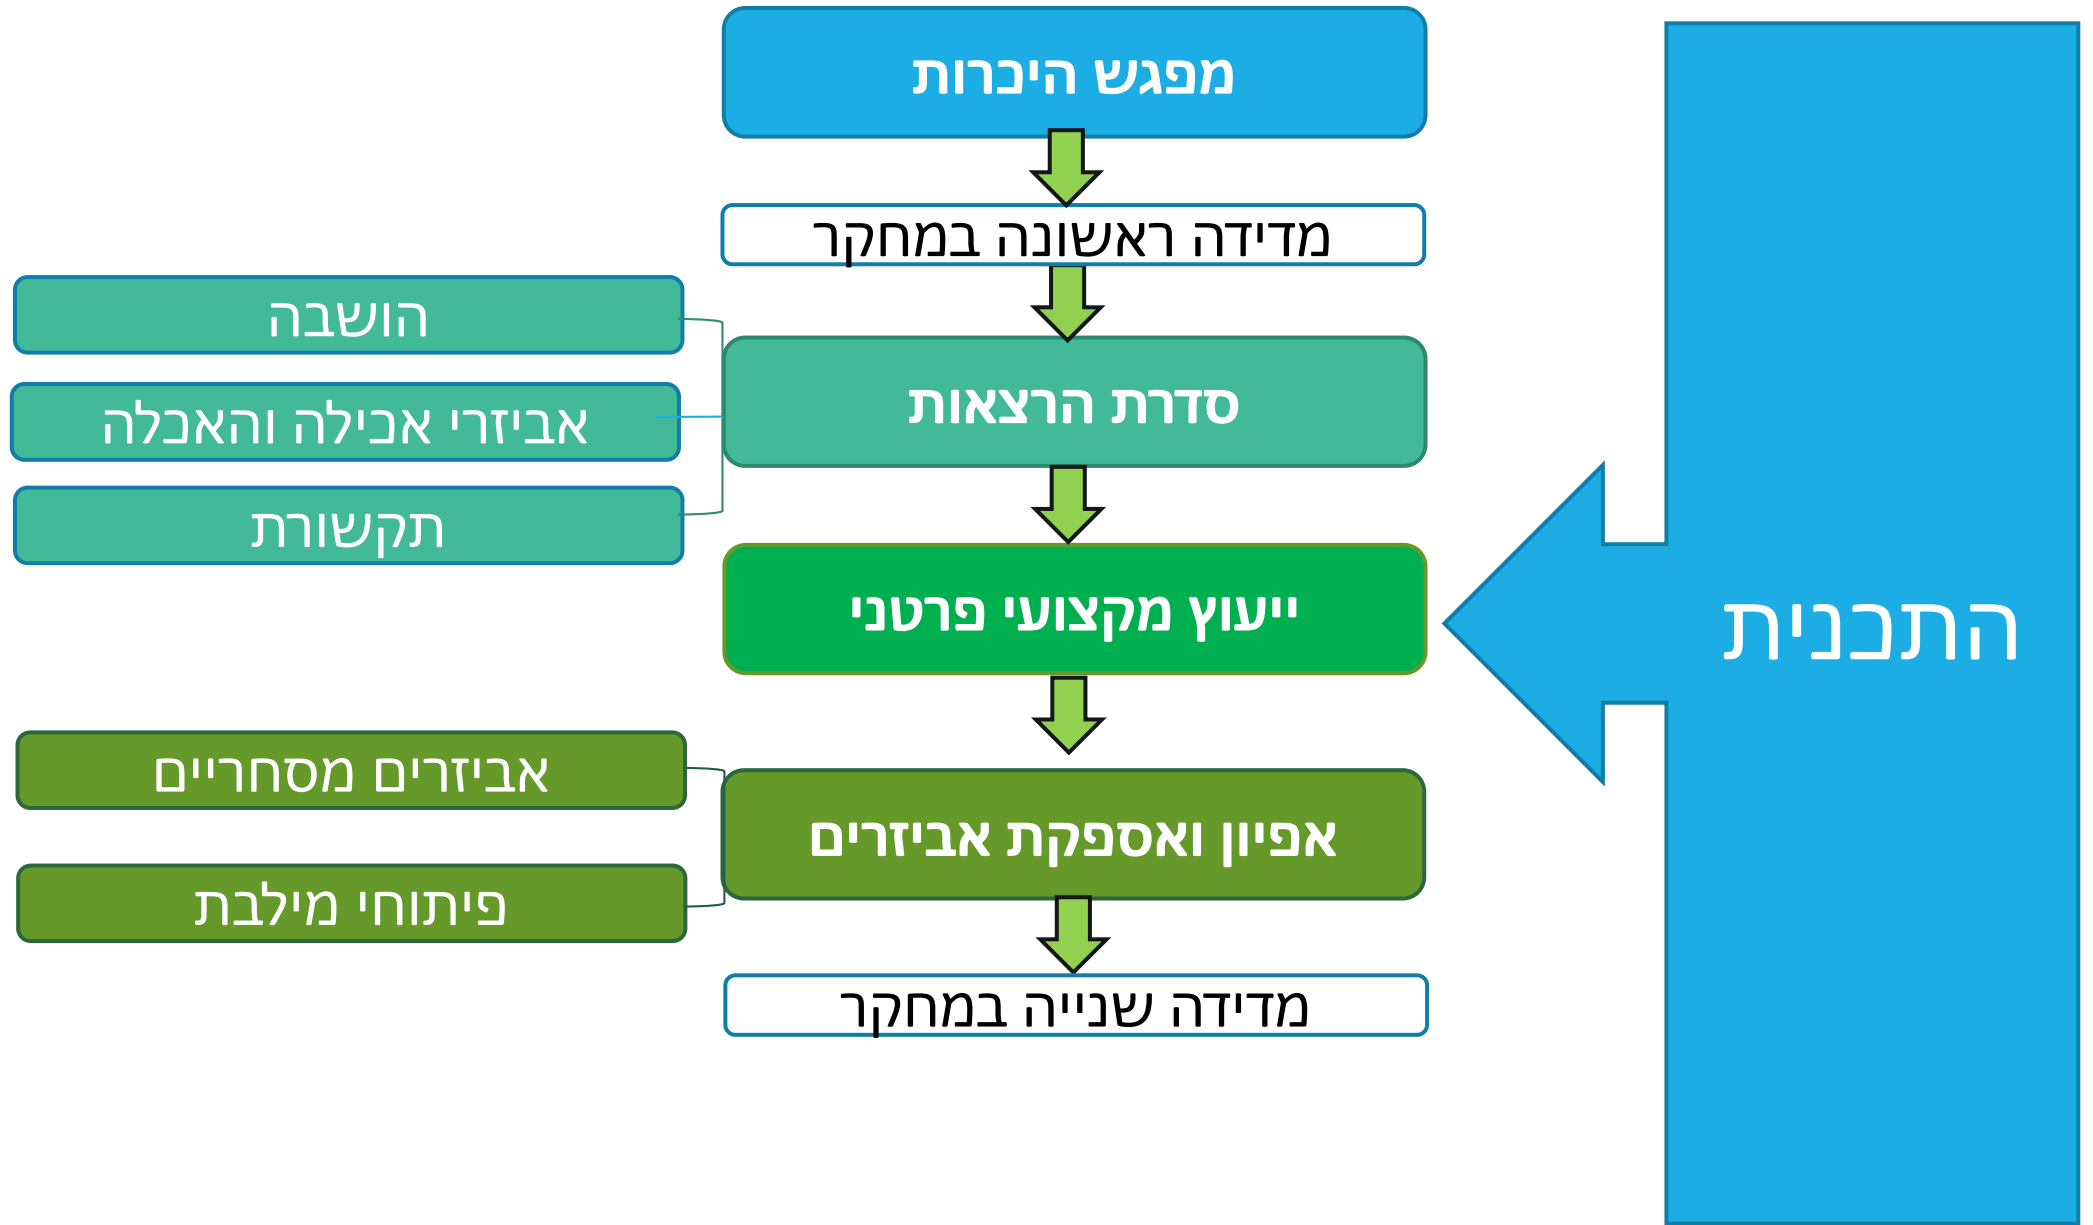 התכנית
מפגש היכרות
מדידה ראשונה במחקר
סדרת הרצאות
הושבה
אביזרי אכילה והאכלה
תקשורת
ייעוץ מקצועי פרטני
אפיון ואספקת אביזרים
אביזרים מסחריים
פיתוחי מילבת
מדידה שנייה במחקר